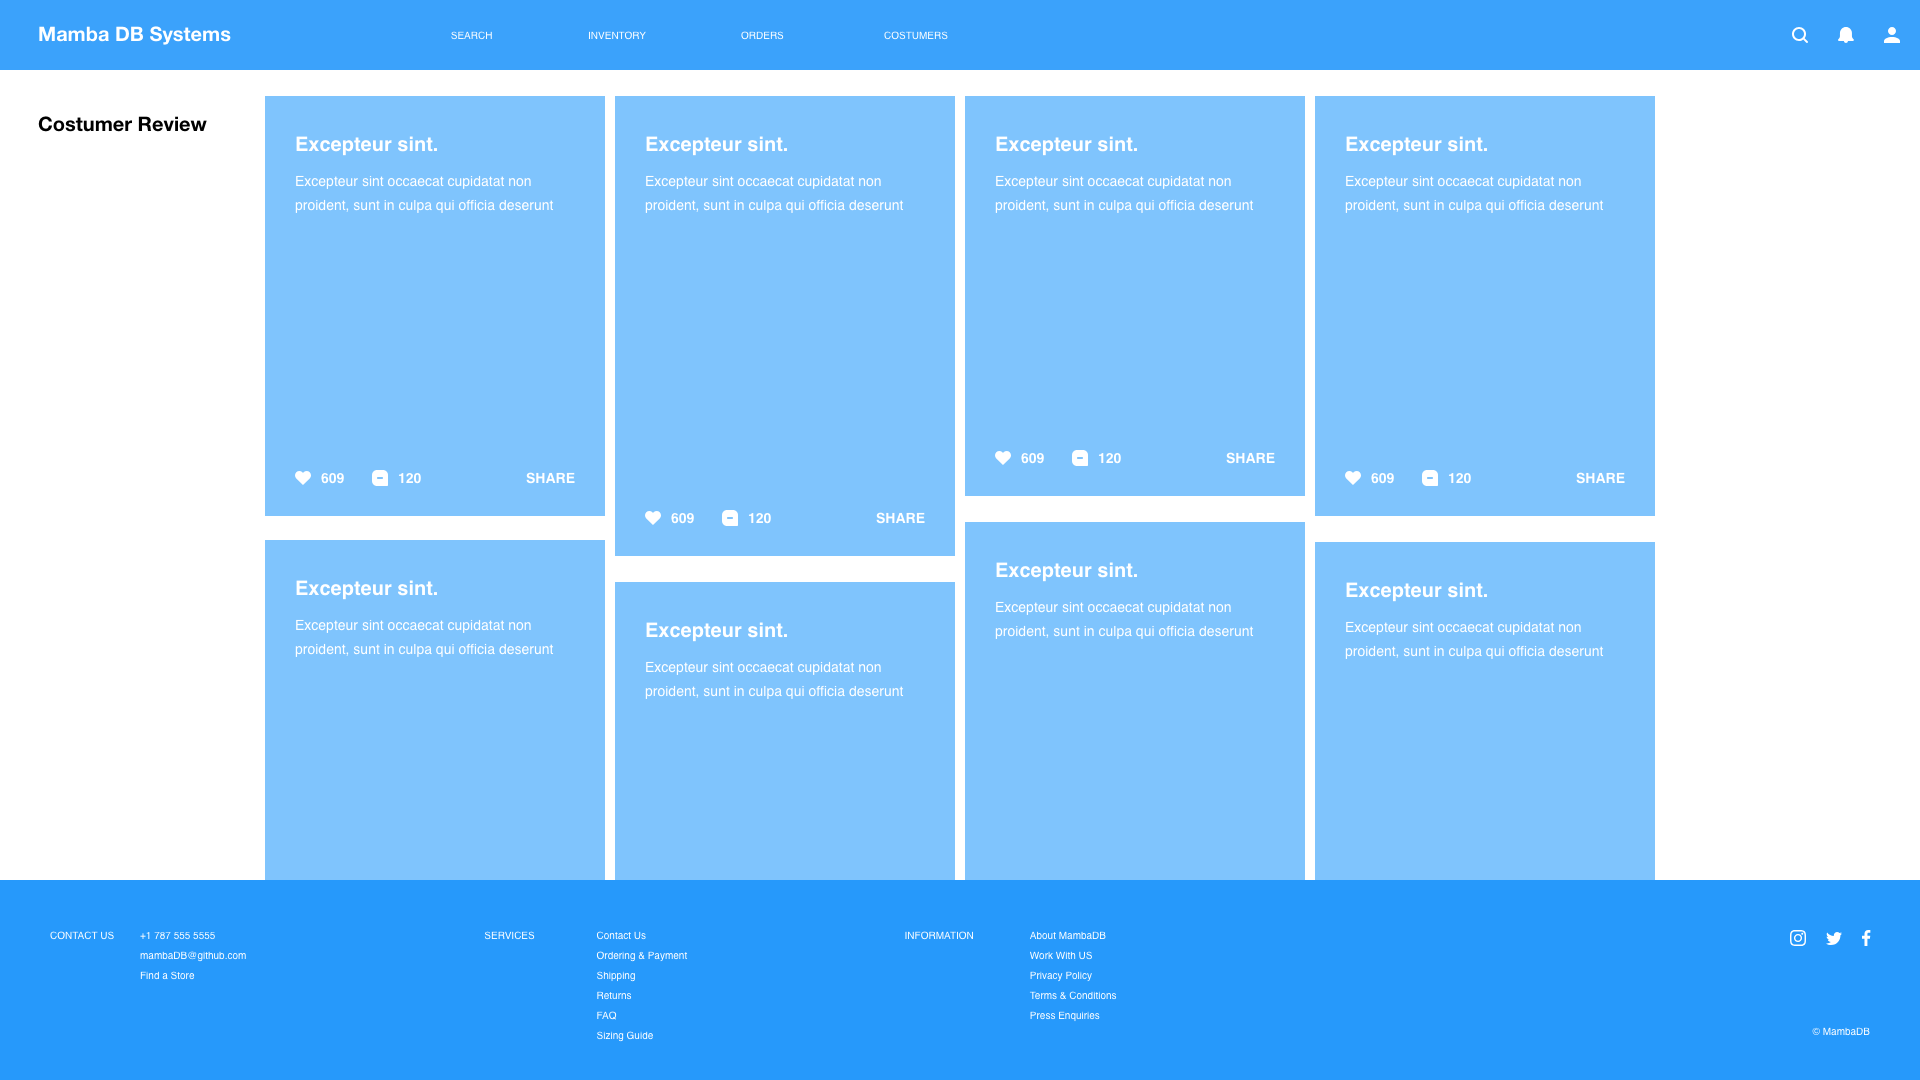 Mamba DB Systems
SEARCH
INVENTORY
ORDERS
COSTUMERS
Costumer Review
Excepteur sint.
Excepteur sint occaecat cupidatat non
proident, sunt in culpa qui officia deserunt
609
120
SHARE
Excepteur sint.
Excepteur sint occaecat cupidatat non
proident, sunt in culpa qui officia deserunt
609
120
SHARE
Excepteur sint.
Excepteur sint occaecat cupidatat non
proident, sunt in culpa qui officia deserunt
609
120
SHARE
Excepteur sint.
Excepteur sint occaecat cupidatat non
proident, sunt in culpa qui officia deserunt
609
120
SHARE
Excepteur sint.
Excepteur sint occaecat cupidatat non
proident, sunt in culpa qui officia deserunt
Excepteur sint.
Excepteur sint occaecat cupidatat non
proident, sunt in culpa qui officia deserunt
Excepteur sint.
Excepteur sint occaecat cupidatat non
proident, sunt in culpa qui officia deserunt
Excepteur sint.
Excepteur sint occaecat cupidatat non
proident, sunt in culpa qui officia deserunt
CONTACT US
+1 787 555 5555
mambaDB@github.com
Find a Store
SERVICES
Contact Us
Ordering & Payment
Shipping
Returns
FAQ
Sizing Guide
INFORMATION
About MambaDB
Work With US
Privacy Policy
Terms & Conditions
Press Enquiries
© MambaDB